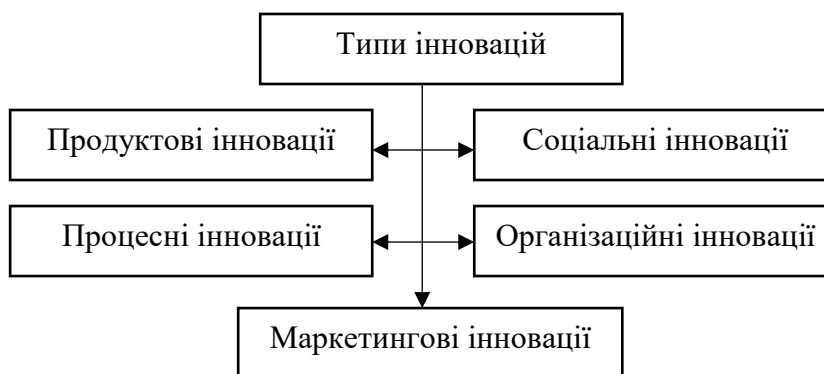 Типи інновацій
Продуктові інновації
Соціальні інновації
Процесні інновації
Організаційні інновації
Маркетингові інновації